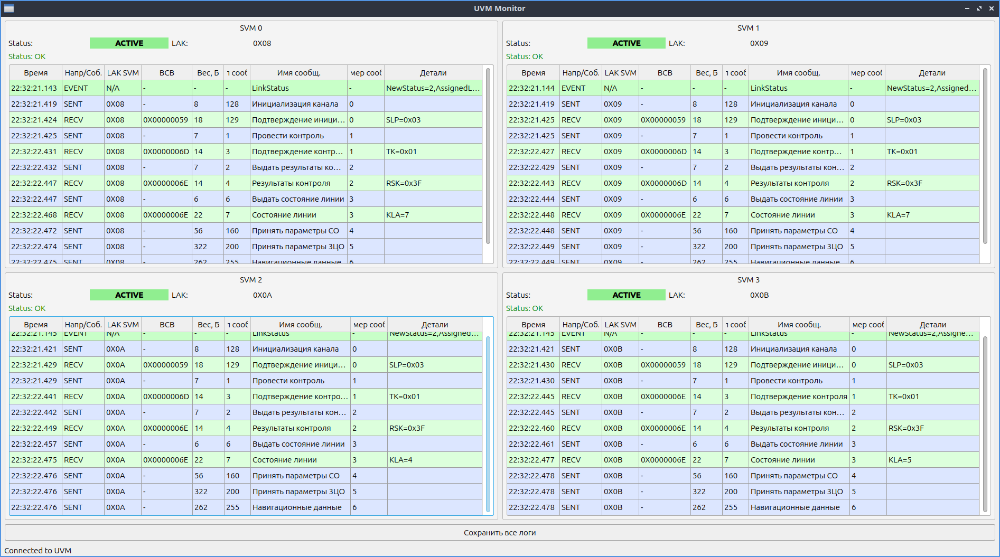 UVM Monitor
SVM 0
Status: ACTIVE LAK: 0X08
Status: OK
Время Напр/Соб. LAK SVM ВСВ Вес, Б п сооб Имя сообщ. мер сооб Детали
22:32:21.143 EVENT N/A - - - LinkStatus - NewStatus=2,AssignedL...
22:32:21.419 SENT 0X08 - 8 128 Инициализация канала 0
22:32:21.424 RECV 0X08 0X00000059 18 129 Подтверждение иници... 0 SLP=0x03
22:32:21.425 SENT 0X08 - 7 1 Провести контроль 1
22:32:22.431 RECV 0X08 0X0000006D 14 3 Подтверждение контр... 1 TK=0x01
22:32:22.432 SENT 0X08 - 7 2 Выдать результаты ко... 2
22:32:22.447 RECV 0X08 0X0000006E 14 4 Результаты контроля 2 RSK=0x3F
22:32:22.447 SENT 0X08 - 6 6 Выдать состояние линии 3
22:32:22.468 RECV 0X08 0X0000006E 22 7 Состояние линии 3 KLA=7
22:32:22.472 SENT 0X08 - 56 160 Принять параметры СО 4
22:32:22.474 SENT 0X08 - 322 200 Принять параметры ЗЦО 5
22:32:22.475 SENT 0X08 - 262 255 Навигационные данные 6
SVM 1
Status: ACTIVE LAK: 0X09
Status: OK
Время Напр/Соб. LAK SVM ВСВ Вес, Б п сооб Имя сообщ. мер сооб Детали
22:32:21.144 EVENT N/A - - - LinkStatus - NewStatus=2,Assigned...
22:32:21.419 SENT 0X09 - 8 128 Инициализация канала 0
22:32:21.425 RECV 0X09 0X00000059 18 129 Подтверждение иници... 0 SLP=0x03
22:32:21.425 SENT 0X09 - 7 1 Провести контроль 1
22:32:22.427 RECV 0X09 0X0000006D 14 3 Подтверждение контр... 1 TK=0x01
22:32:22.429 SENT 0X09 - 7 2 Выдать результаты кон... 2
22:32:22.443 RECV 0X09 0X0000006D 14 4 Результаты контроля 2 RSK=0x3F
22:32:22.444 SENT 0X09 - 6 6 Выдать состояние линии 3
22:32:22.448 RECV 0X09 0X0000006E 22 7 Состояние линии 3 KLA=7
22:32:22.448 SENT 0X09 - 56 160 Принять параметры СО 4
22:32:22.449 SENT 0X09 - 322 200 Принять параметры ЗЦО 5
22:32:22.449 SENT 0X09 - 262 255 Навигационные данные 6
SVM 2
Status: ACTIVE LAK: 0X0A
Status: OK
Время Напр/Соб. LAK SVM ВСВ Вес, Б п сооб Имя сообщ. мер сооб Детали
22:32:21.145 EVENT N/A - - - LinkStatus - NewStatus=2,Assigned...
22:32:21.421 SENT 0X0A - 8 128 Инициализация канала 0
22:32:21.429 RECV 0X0A 0X00000059 18 129 Подтверждение иници... 0 SLP=0x03
22:32:21.429 SENT 0X0A - 7 1 Провести контроль 1
22:32:22.441 RECV 0X0A 0X0000006D 14 3 Подтверждение контро... 1 TK=0x01
22:32:22.442 SENT 0X0A - 7 2 Выдать результаты кон... 2
22:32:22.449 RECV 0X0A 0X0000006E 14 4 Результаты контроля 2 RSK=0x3F
22:32:22.457 SENT 0X0A - 6 6 Выдать состояние линии 3
22:32:22.475 RECV 0X0A 0X0000006E 22 7 Состояние линии 3 KLA=4
22:32:22.476 SENT 0X0A - 56 160 Принять параметры СО 4
22:32:22.476 SENT 0X0A - 322 200 Принять параметры ЗЦО 5
22:32:22.476 SENT 0X0A - 262 255 Навигационные данные 6
SVM 3
Status: ACTIVE LAK: 0X0B
Status: OK
Время Напр/Соб. LAK SVM ВСВ Вес, Б п сооб Имя сообщ. мер сооб Детали
22:32:21.145 EVENT N/A - - - LinkStatus - NewStatus=2,Assigne...
22:32:21.421 SENT 0X0B - 8 128 Инициализация канала 0
22:32:21.430 RECV 0X0B 0X00000059 18 129 Подтверждение иници... 0 SLP=0x03
22:32:21.430 SENT 0X0B - 7 1 Провести контроль 1
22:32:22.445 RECV 0X0B 0X0000006E 14 3 Подтверждение контроля 1 TK=0x01
22:32:22.445 SENT 0X0B - 7 2 Выдать результаты кон... 2
22:32:22.460 RECV 0X0B 0X0000006E 14 4 Результаты контроля 2 RSK=0x3F
22:32:22.461 SENT 0X0B - 6 6 Выдать состояние линии 3
22:32:22.477 RECV 0X0B 0X0000006E 22 7 Состояние линии 3 KLA=5
22:32:22.478 SENT 0X0B - 56 160 Принять параметры СО 4
22:32:22.478 SENT 0X0B - 322 200 Принять параметры ЗЦО 5
22:32:22.478 SENT 0X0B - 262 255 Навигационные данные 6
Сохранить все логи
Connected to UVM